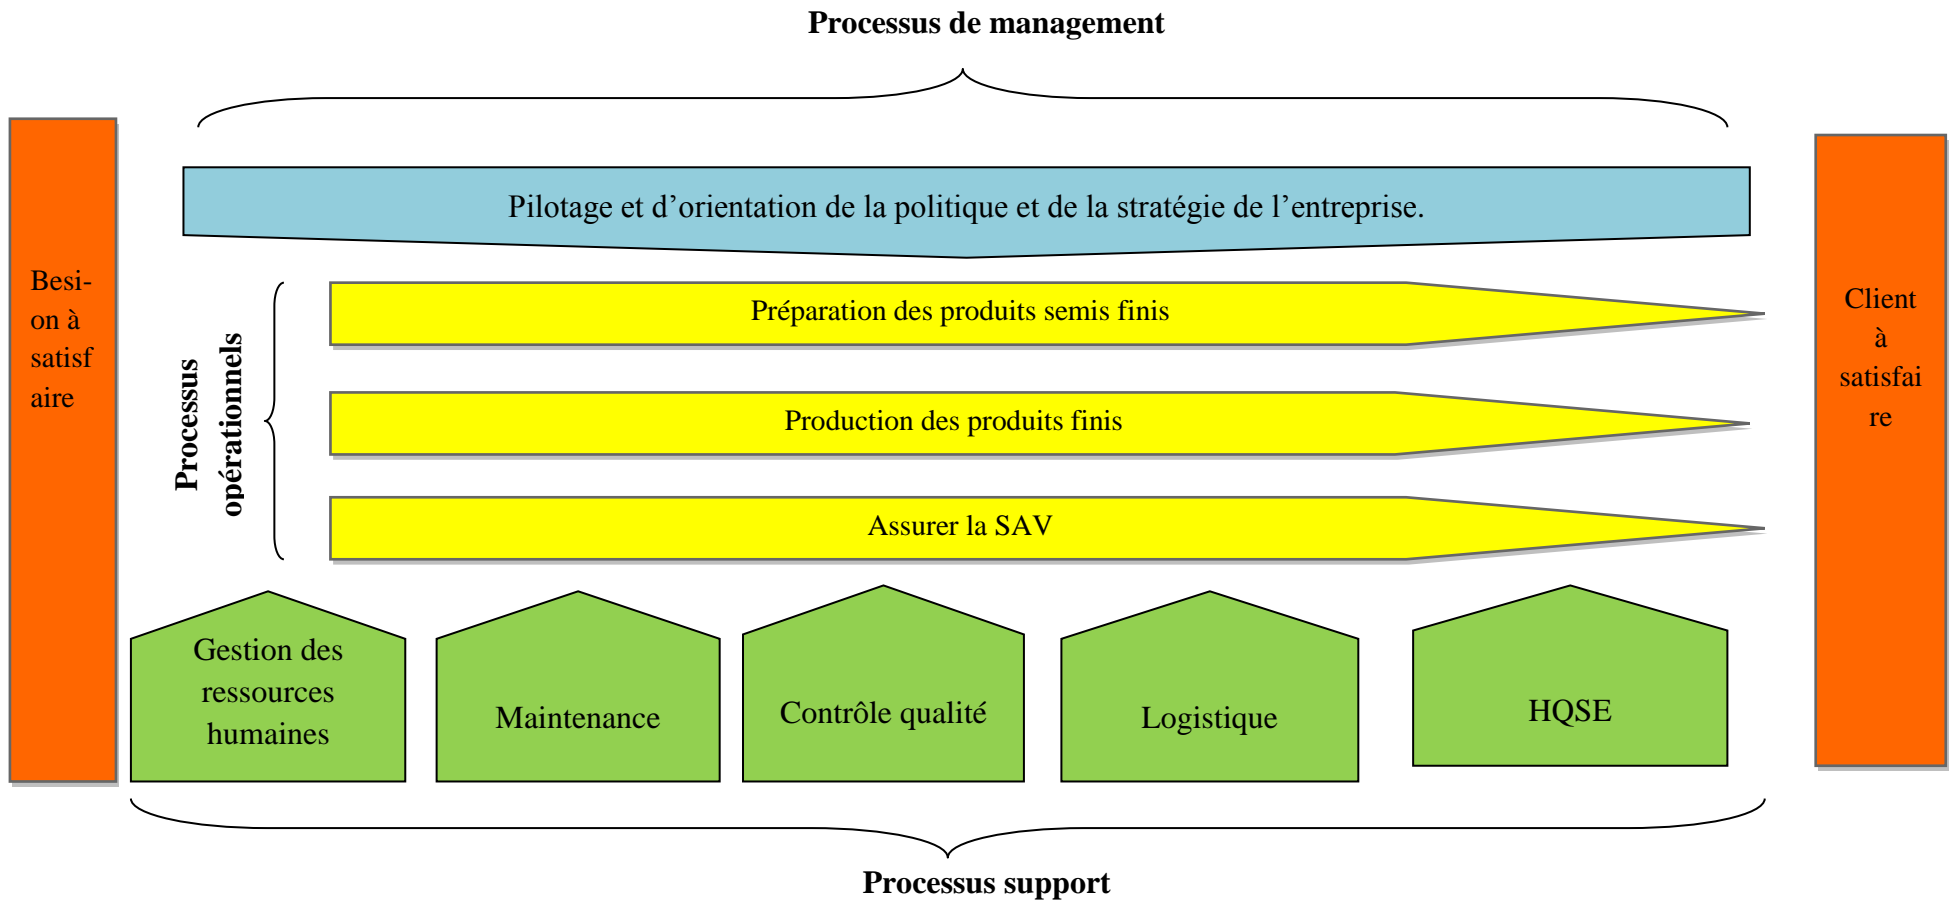 Processus de management
Pilotage et d’orientation de la politique et de la stratégie de l’entreprise.
Besi-
on à
satisf
aire
Processus
opérationnels
Préparation des produits semis finis
Production des produits finis
Assurer la SAV
Client
à
satisfai
re
Gestion des
ressources
humaines
Maintenance
Contrôle qualité
Logistique
HQSE
Processus support